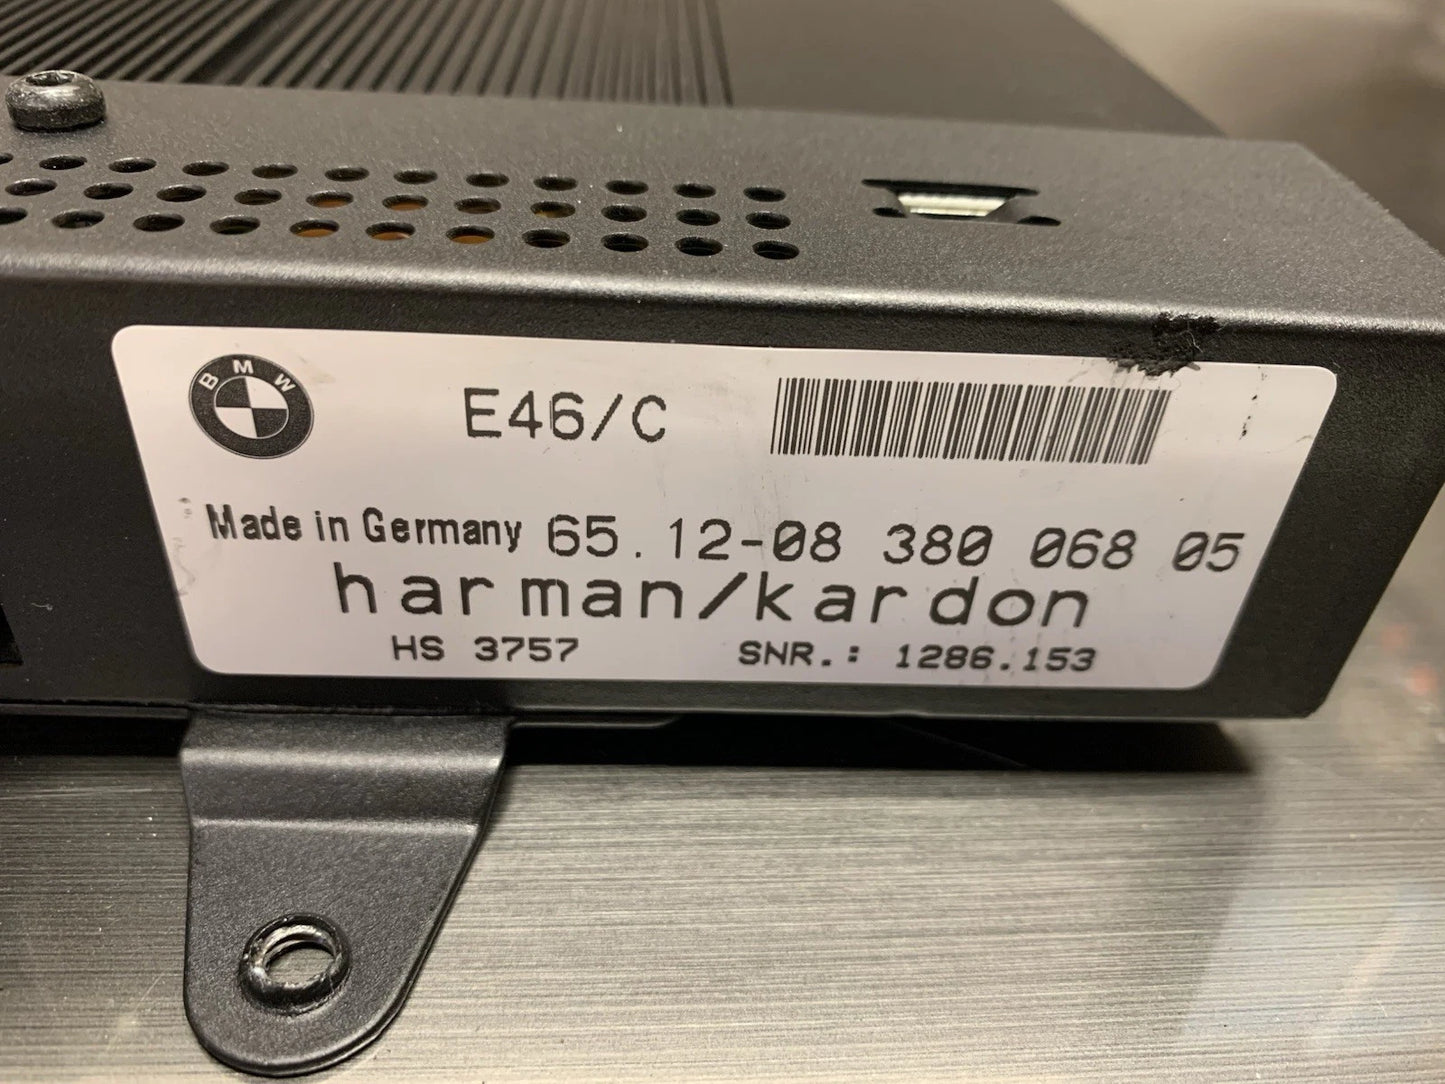 BMW
E46/C
Made in Germany 65.12-08 380 068 05
harman/kardon
HS 3757 SNR.: 1286.153